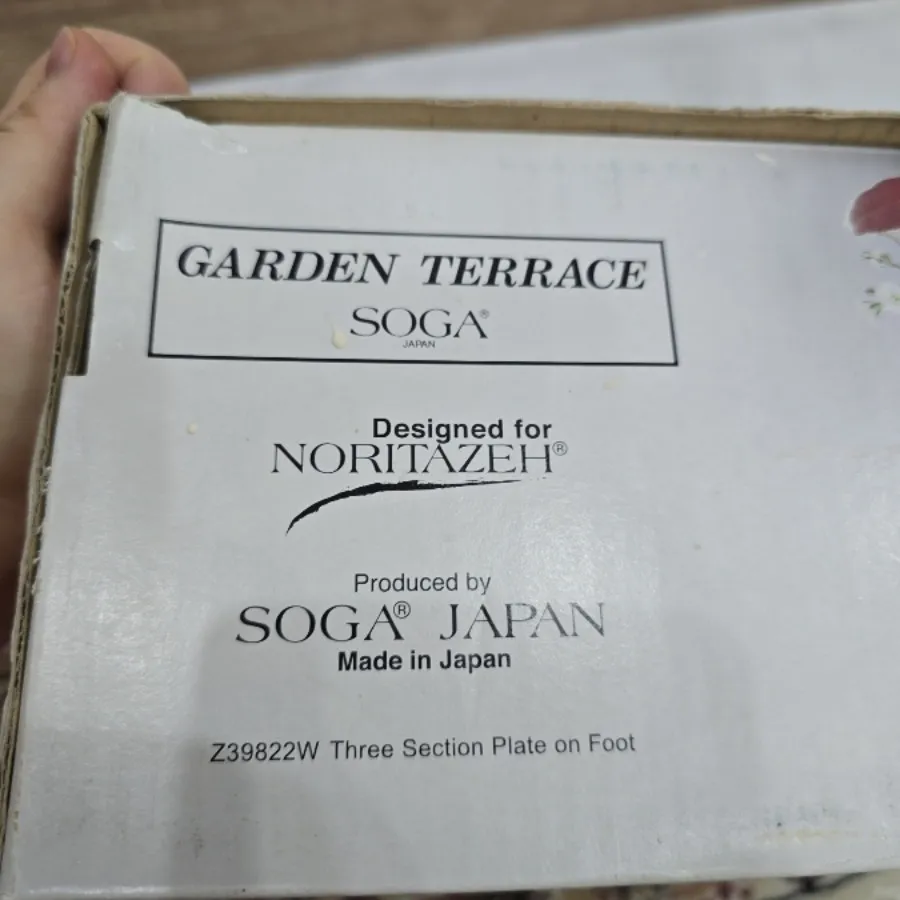 GARDEN TERRACE
SOGA®
JAPAN
Designed for
NORITAZEH®
Produced by
SOGA® JAPAN
Made in Japan
Z39822W Three Section Plate on Foot